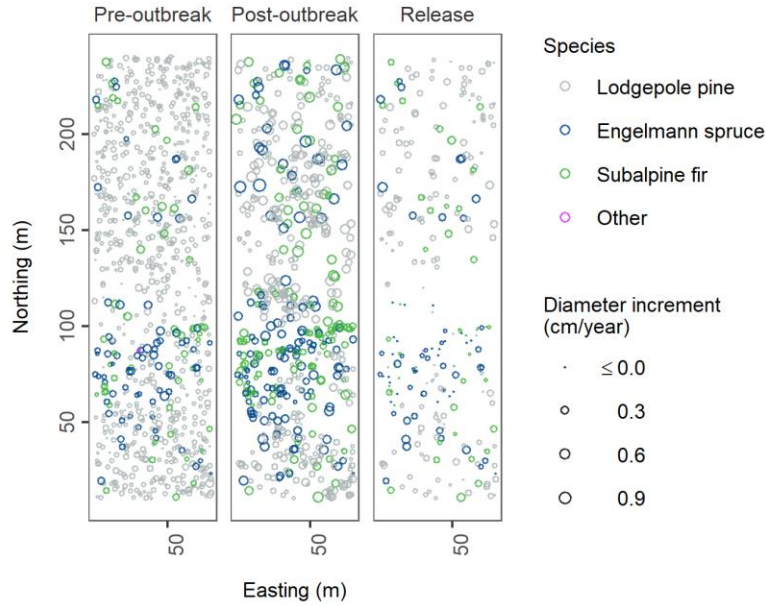 Pre-outbreak Post-outbreak Release
Northing (m)
200
150
100
50
50 50 50
Easting (m)
Species
Lodgepole pine
Engelmann spruce
Subalpine fir
Other
Diameter increment
(cm/year)
≤ 0.0
0.3
0.6
0.9